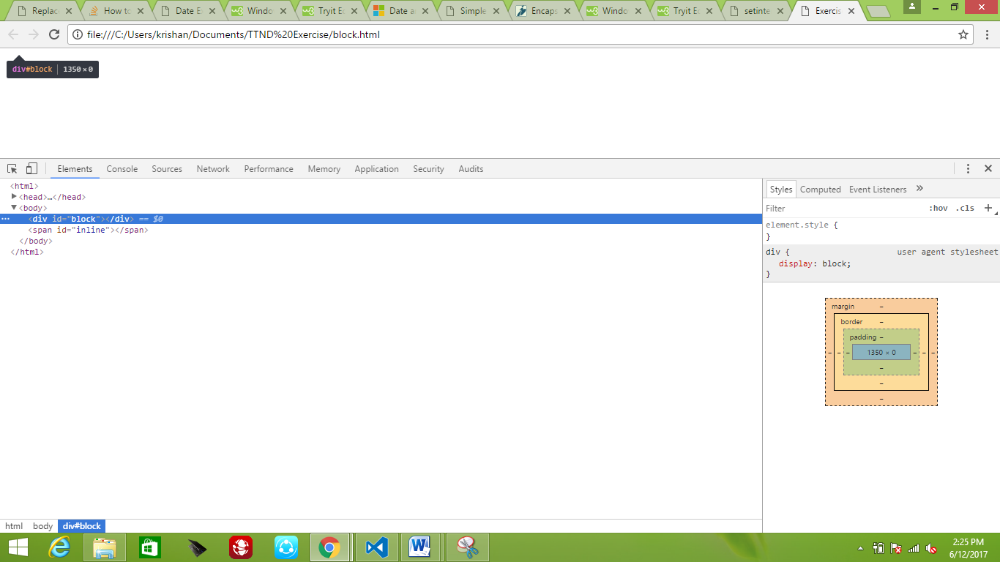 Replac How to Date E Windo Tryit Ec Date a Simple Encaps Windo Tryit Ec setinte Exercis
file:///C:/Users/krishan/Documents/TTND%20Exercise/block.html
div#block 1350 × 0
Elements Console Sources Network Performance Memory Application Security Audits
<html>
<head>…</head>
<body>
<div id="block"></div> == $0
<span id="inline"></span>
</body>
</html>
Styles Computed Event Listeners »
Filter :hov .cls +
element.style {
}
div { user agent stylesheet
display: block;
}
margin –
border –
padding –
– – – 1350 × 0 – – –
–
–
–
html body div#block
2:25 PM
6/12/2017